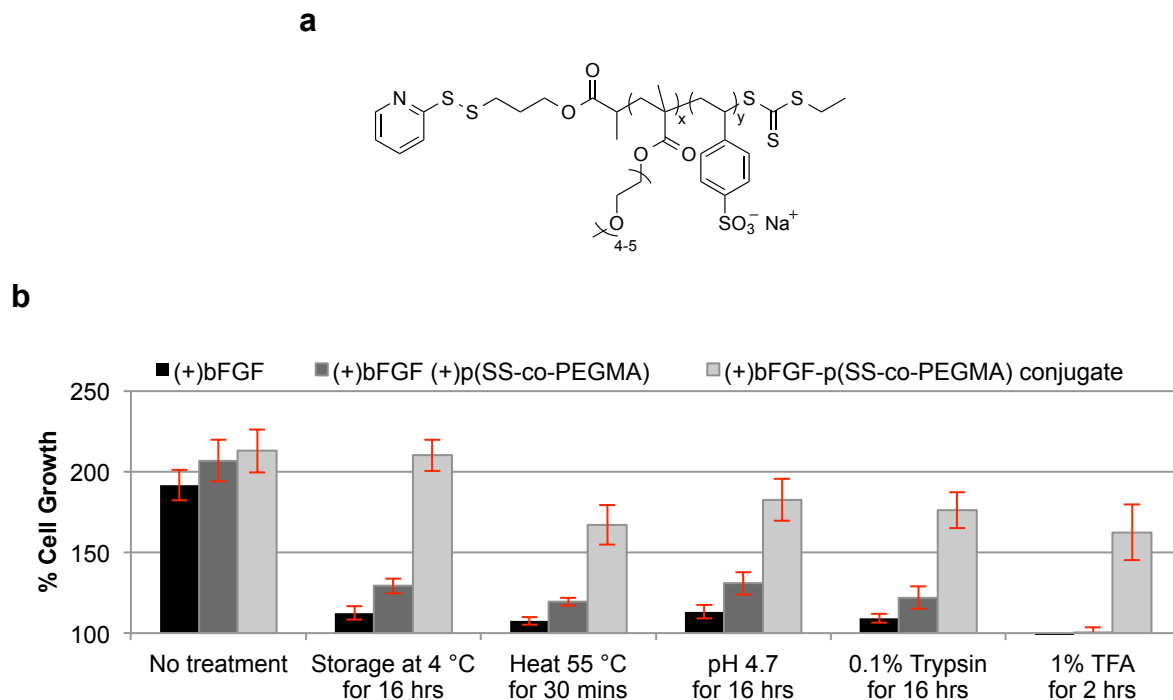 a
N
S
S
O
O
x
y
S
S
S
O
O
O
4-5
SO₃⁻ Na⁺
b
(+)bFGF (+)bFGF (+)p(SS-co-PEGMA) (+)bFGF-p(SS-co-PEGMA) conjugate
250
200
150
100
% Cell Growth
No treatment Storage at 4 °C Heat 55 °C pH 4.7 0.1% Trypsin 1% TFA
for 16 hrs for 30 mins for 16 hrs for 16 hrs for 2 hrs